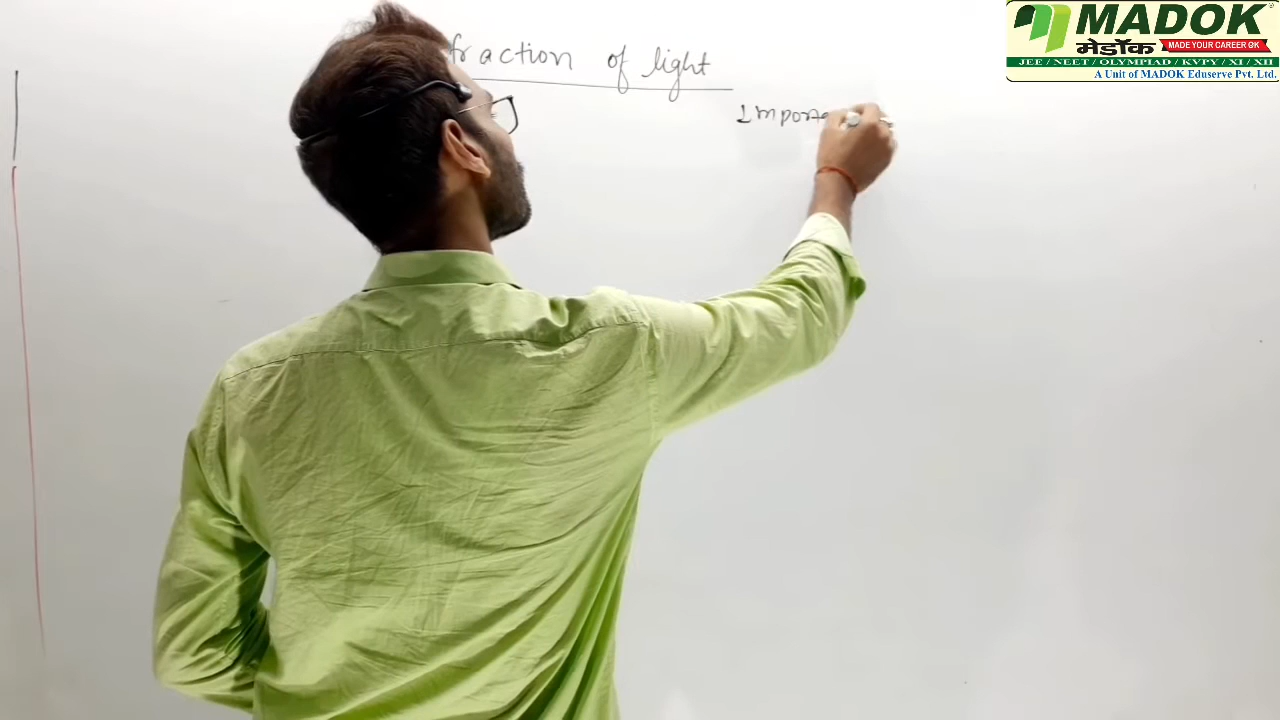 fraction of light
Importa
MADOK
मेडॉक
MADE YOUR CAREER OK
JEE / NEET / OLYMPIAD / KVPY / XI / XII
A Unit of MADOK Eduserve Pvt. Ltd.